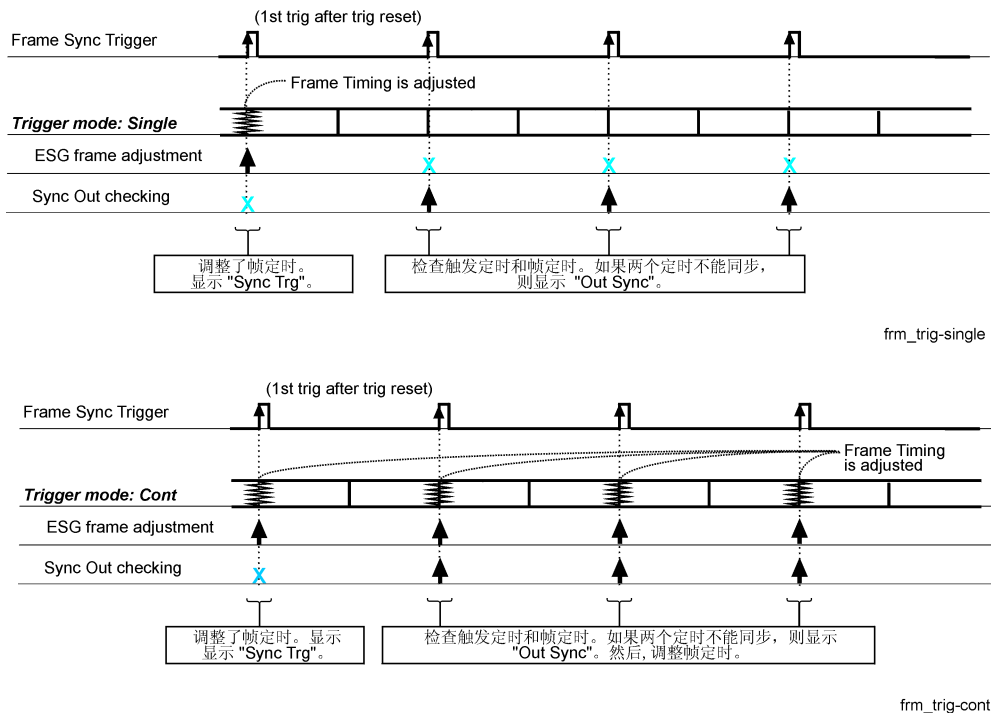 (1st trig after trig reset)
Frame Sync Trigger
Frame Timing is adjusted
Trigger mode: Single
ESG frame adjustment
X X X
Sync Out checking
X
调整了帧定时。
显示 "Sync Trg"。
检查触发定时和帧定时。如果两个定时不能同步，
则显示 "Out Sync"。
frm_trig-single
(1st trig after trig reset)
Frame Sync Trigger
Frame Timing
is adjusted
Trigger mode: Cont
ESG frame adjustment
Sync Out checking
X
调整了帧定时。显示
显示 "Sync Trg"。
检查触发定时和帧定时。如果两个定时不能同步，则显示
"Out Sync"。然后, 调整帧定时。
frm_trig-cont